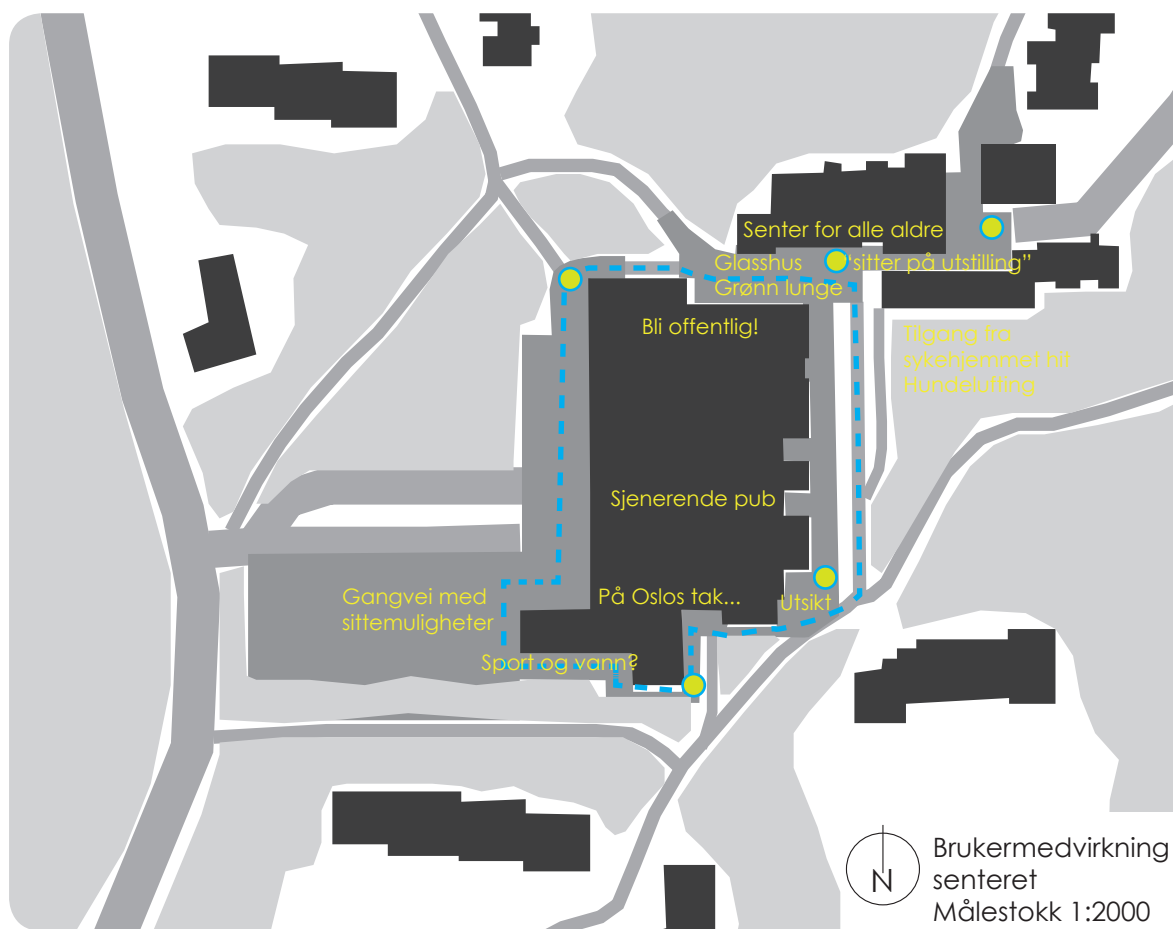 Senter for alle aldre
Glasshus
"sitter på utstilling"
Grønn lunge
Bli offentlig!
Tilgang fra
sykehjemmet hit
Hundelufting
Sjenerende pub
Gangvei med
sittemuligheter
På Oslos tak...
Utsikt
Sport og vann?
N
Brukermedvirkning
senteret
Målestokk 1:2000